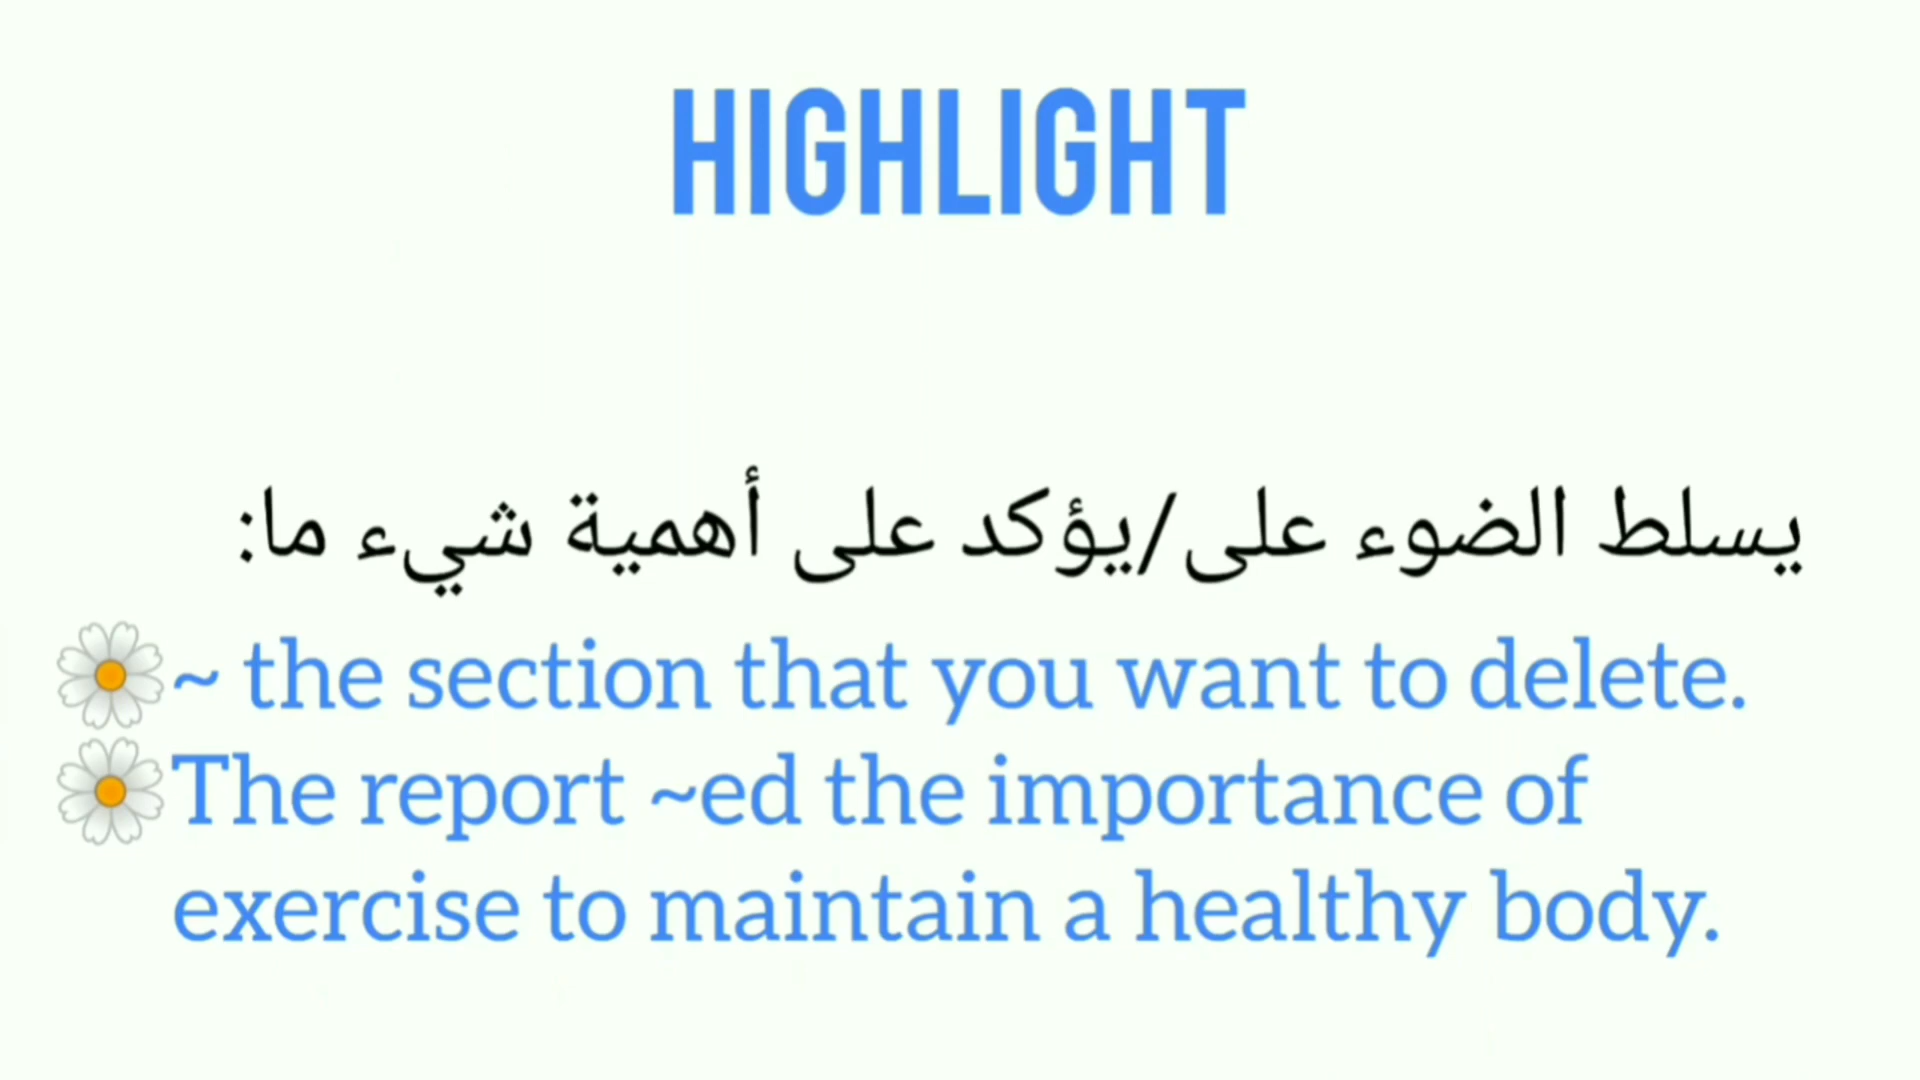 HIGHLIGHT
يسلط الضوء على/يؤكد على أهمية شيء ما:
~ the section that you want to delete.
The report ~ed the importance of
exercise to maintain a healthy body.